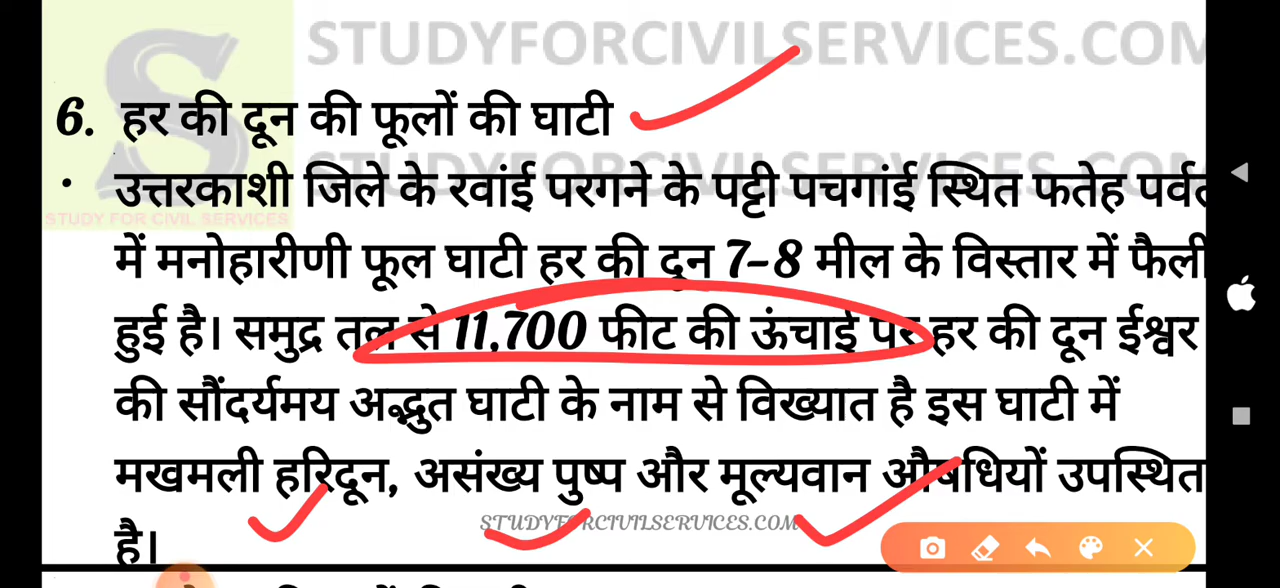 STUDYFORCIVILSERVICES.COM
6. हर की दून की फूलों की घाटी
STUDYFORCIVILSERVICES.COM
• उत्तरकाशी जिले के रवांई परगने के पट्टी पचगांई स्थित फतेह पर्वत
STUDY FOR CIVIL SERVICES
में मनोहारीणी फूल घाटी हर की दून 7-8 मील के विस्तार में फैली
हुई है। समुद्र तल से 11,700 फीट की ऊंचाई पर हर की दून ईश्वर
की सौंदर्यमय अद्भुत घाटी के नाम से विख्यात है इस घाटी में
मखमली हरिदून, असंख्य पुष्प और मूल्यवान औषधियों उपस्थित
STUDYFORCIVILSERVICES.COM
है।